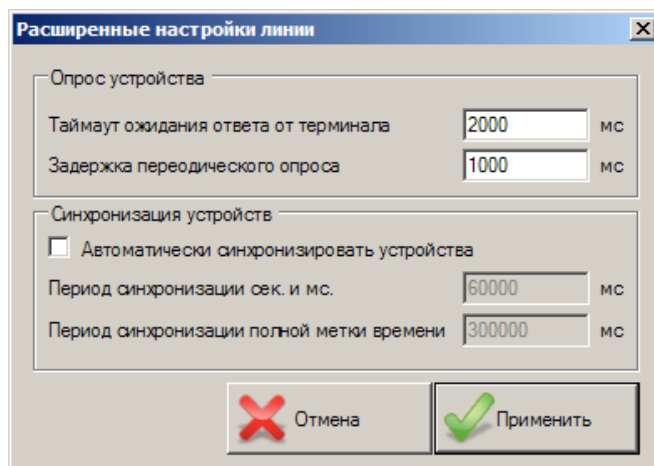 Расширенные настройки линии
Опрос устройства
Таймаут ожидания ответа от терминала 2000 мс
Задержка переодического опроса 1000 мс
Синхронизация устройств
Автоматически синхронизировать устройства
Период синхронизации сек. и мс. 60000 мс
Период синхронизации полной метки времени 300000 мс
Отмена Применить